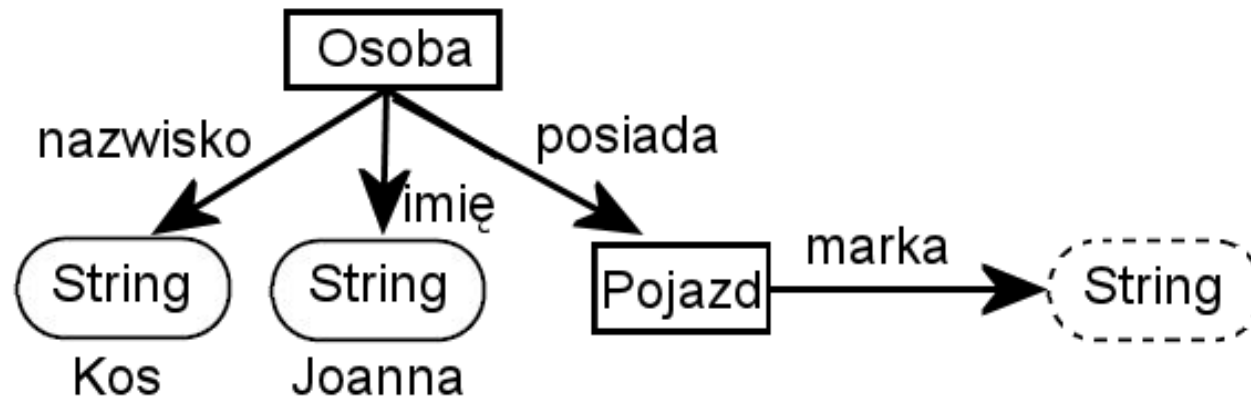 Osoba
nazwisko
posiada
imię
marka
String
String
Pojazd
String
Kos
Joanna